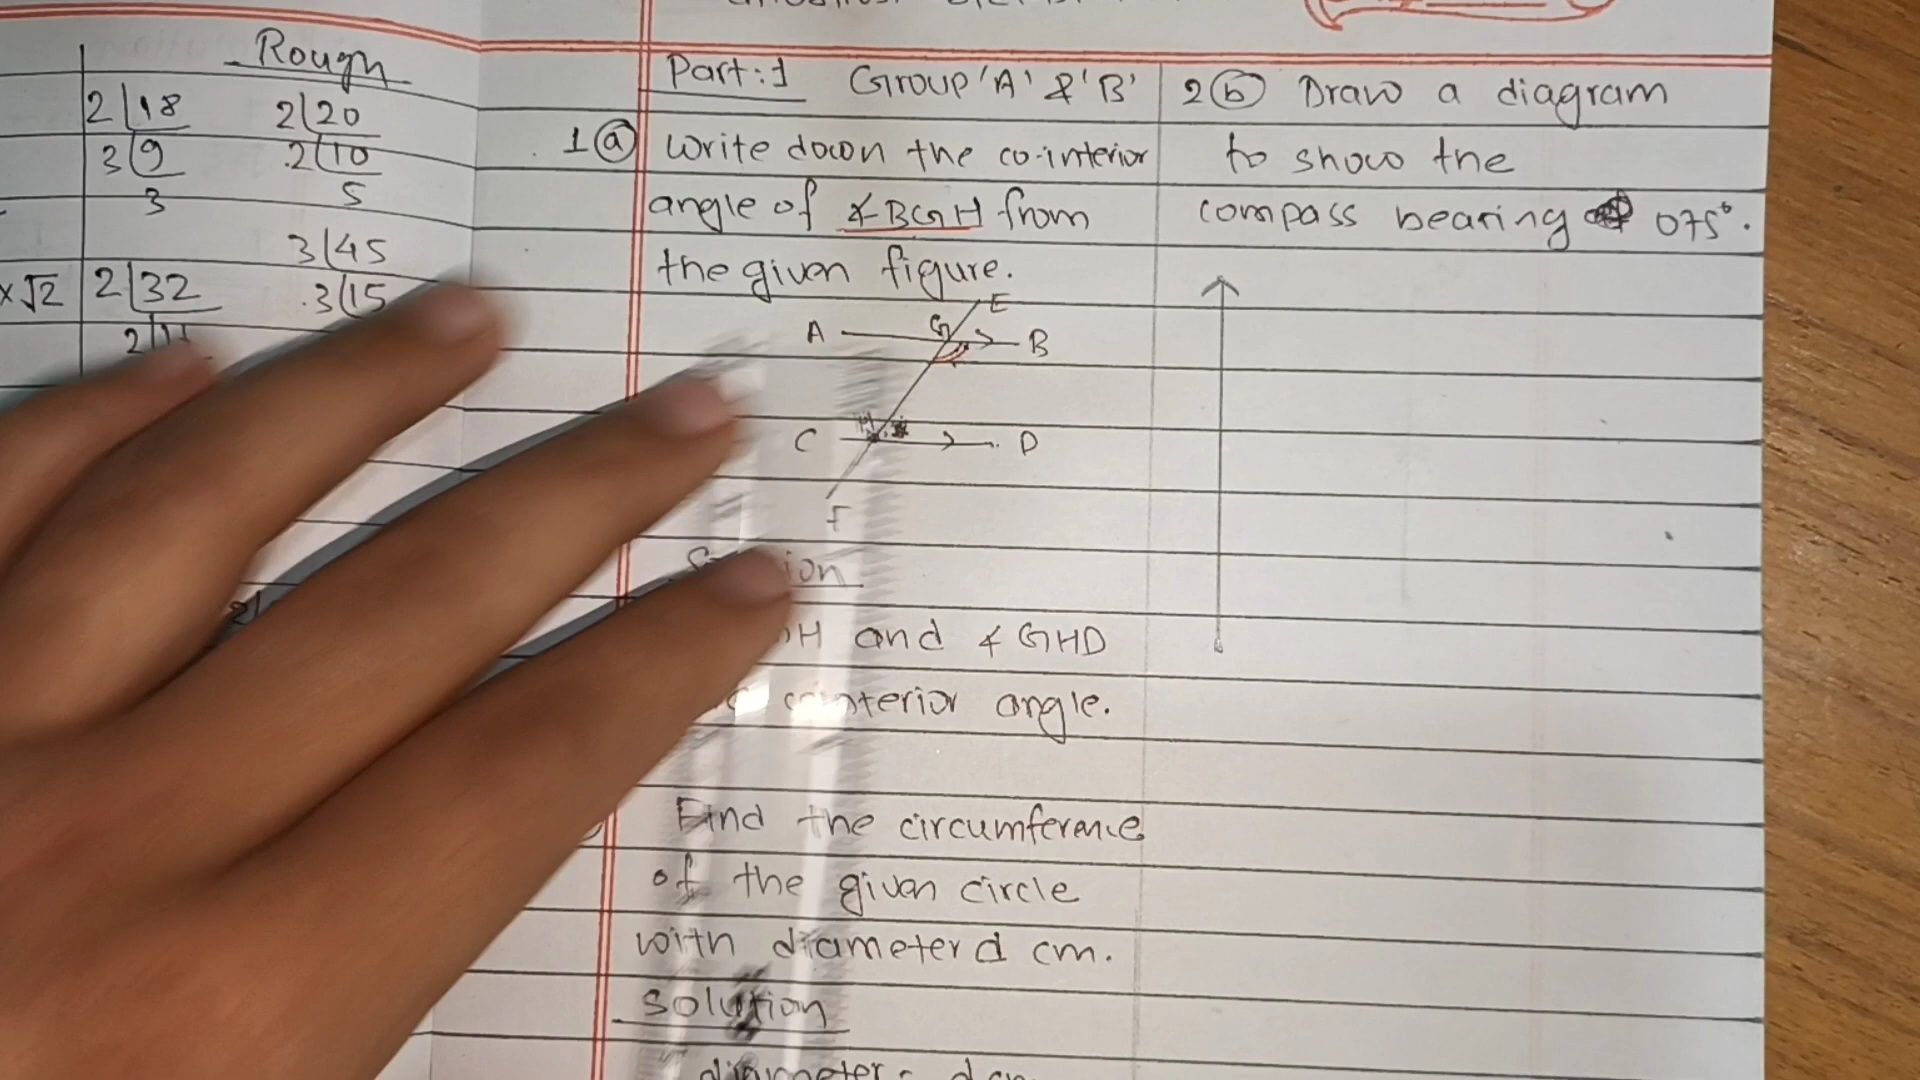 Rough
2 18 2 20
3 9 2 10
3 5
3 45
x√2 2 32 3 15
Part:1 Group 'A' & 'B'
1 (a) Write down the co-interior
angle of ∡BGH from
the given figure.
E
A G B
C H D
F
H and ∡GHD
interior angle.
Find the circumference
of the given circle
with diameter d cm.
Solution
2 (b) Draw a diagram
to show the
compass bearing 075°.